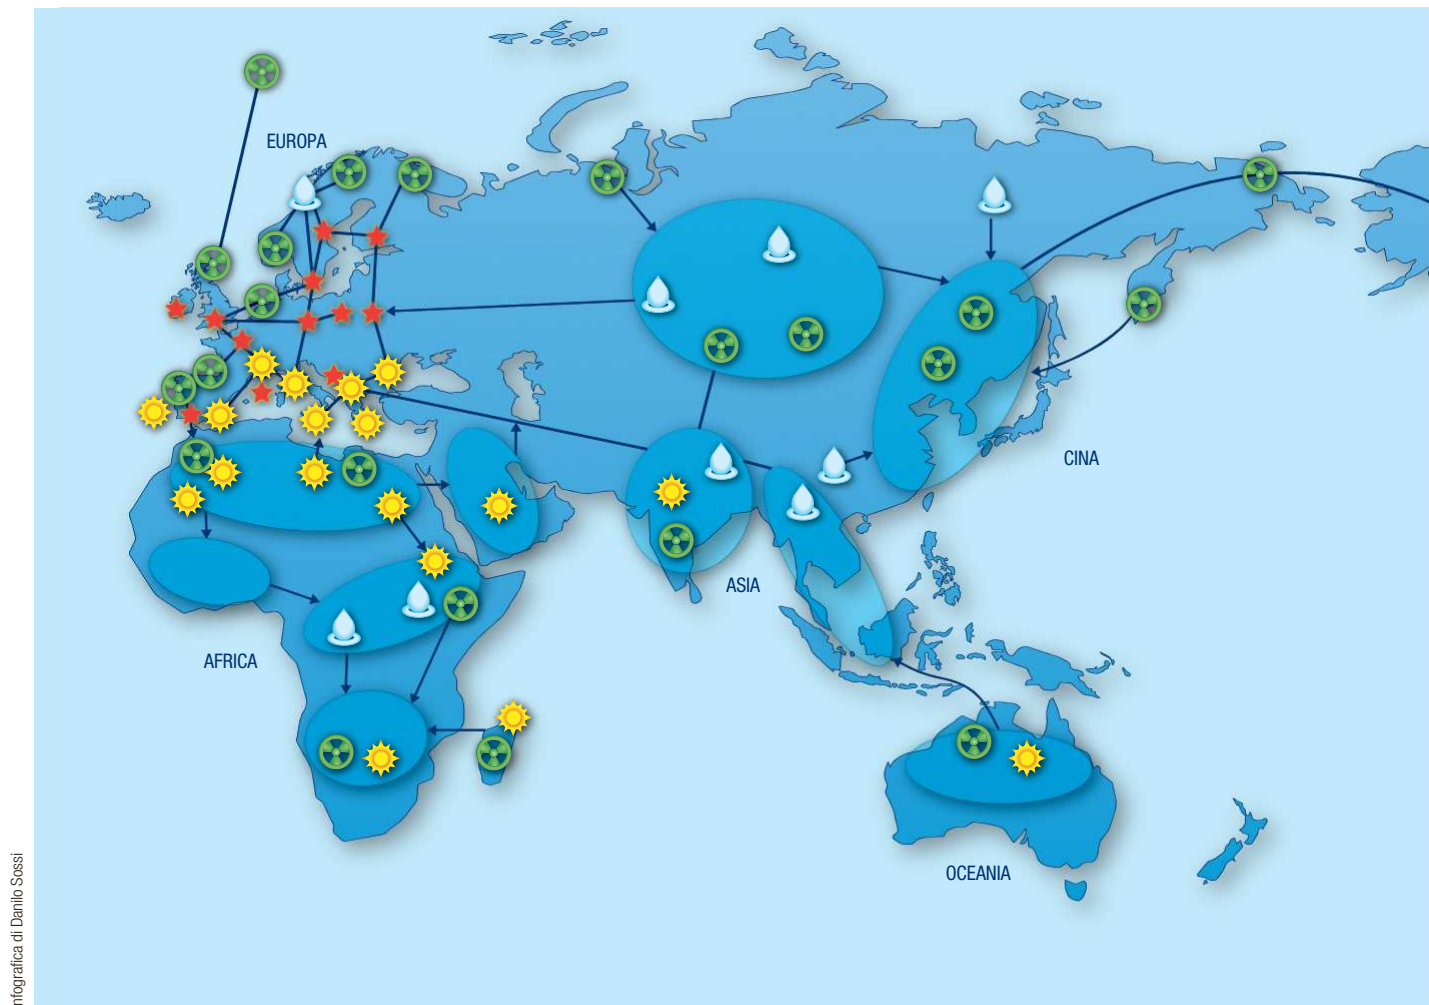 EUROPA
CINA
ASIA
AFRICA
OCEANIA
nfografica di Danilo Sossi